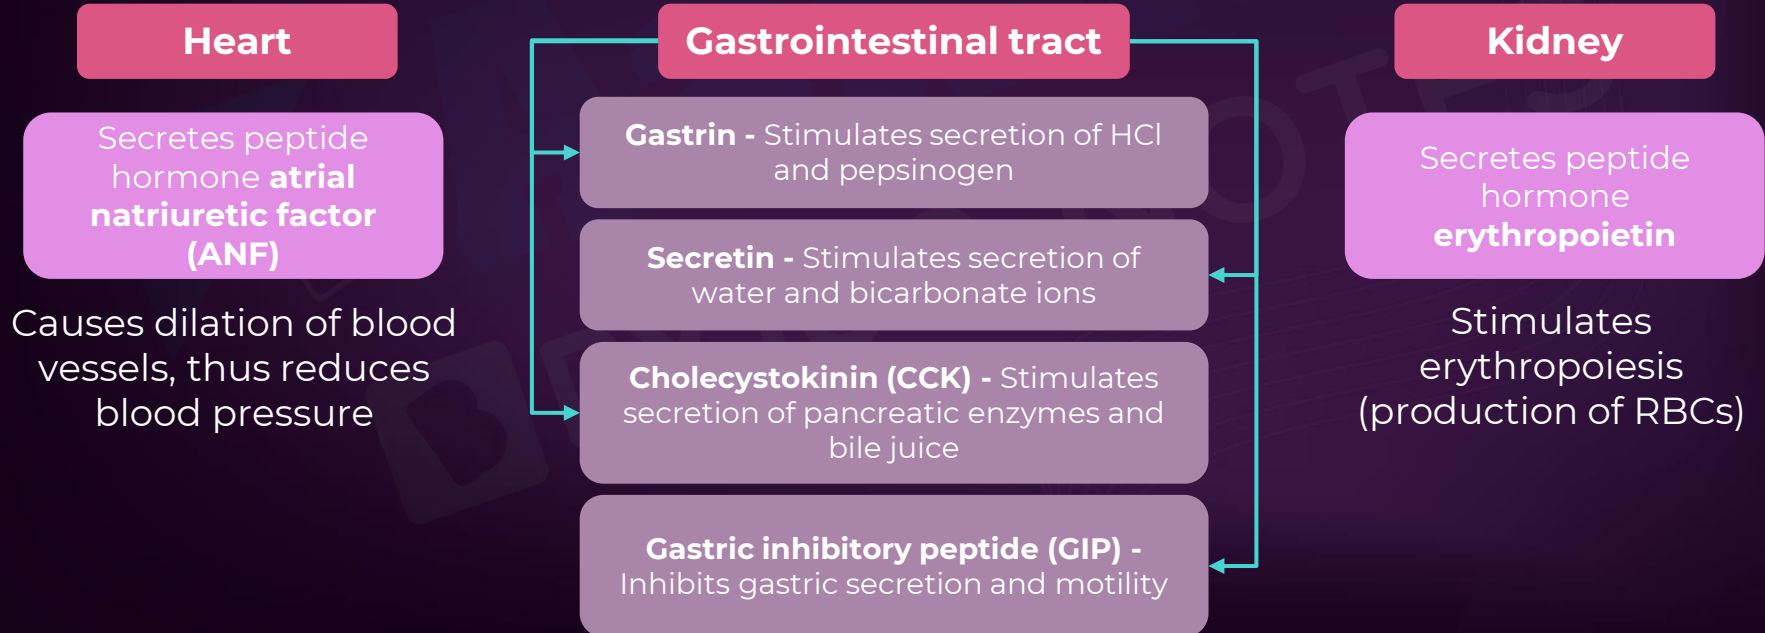 Heart
Secretes peptide
hormone atrial
natriuretic factor
(ANF)
Causes dilation of blood
vessels, thus reduces
blood pressure
Gastrointestinal tract
Gastrin - Stimulates secretion of HCl
and pepsinogen
Secretin - Stimulates secretion of
water and bicarbonate ions
Cholecystokinin (CCK) - Stimulates
secretion of pancreatic enzymes and
bile juice
Gastric inhibitory peptide (GIP) -
Inhibits gastric secretion and motility
Kidney
Secretes peptide
hormone
erythropoietin
Stimulates
erythropoiesis
(production of RBCs)